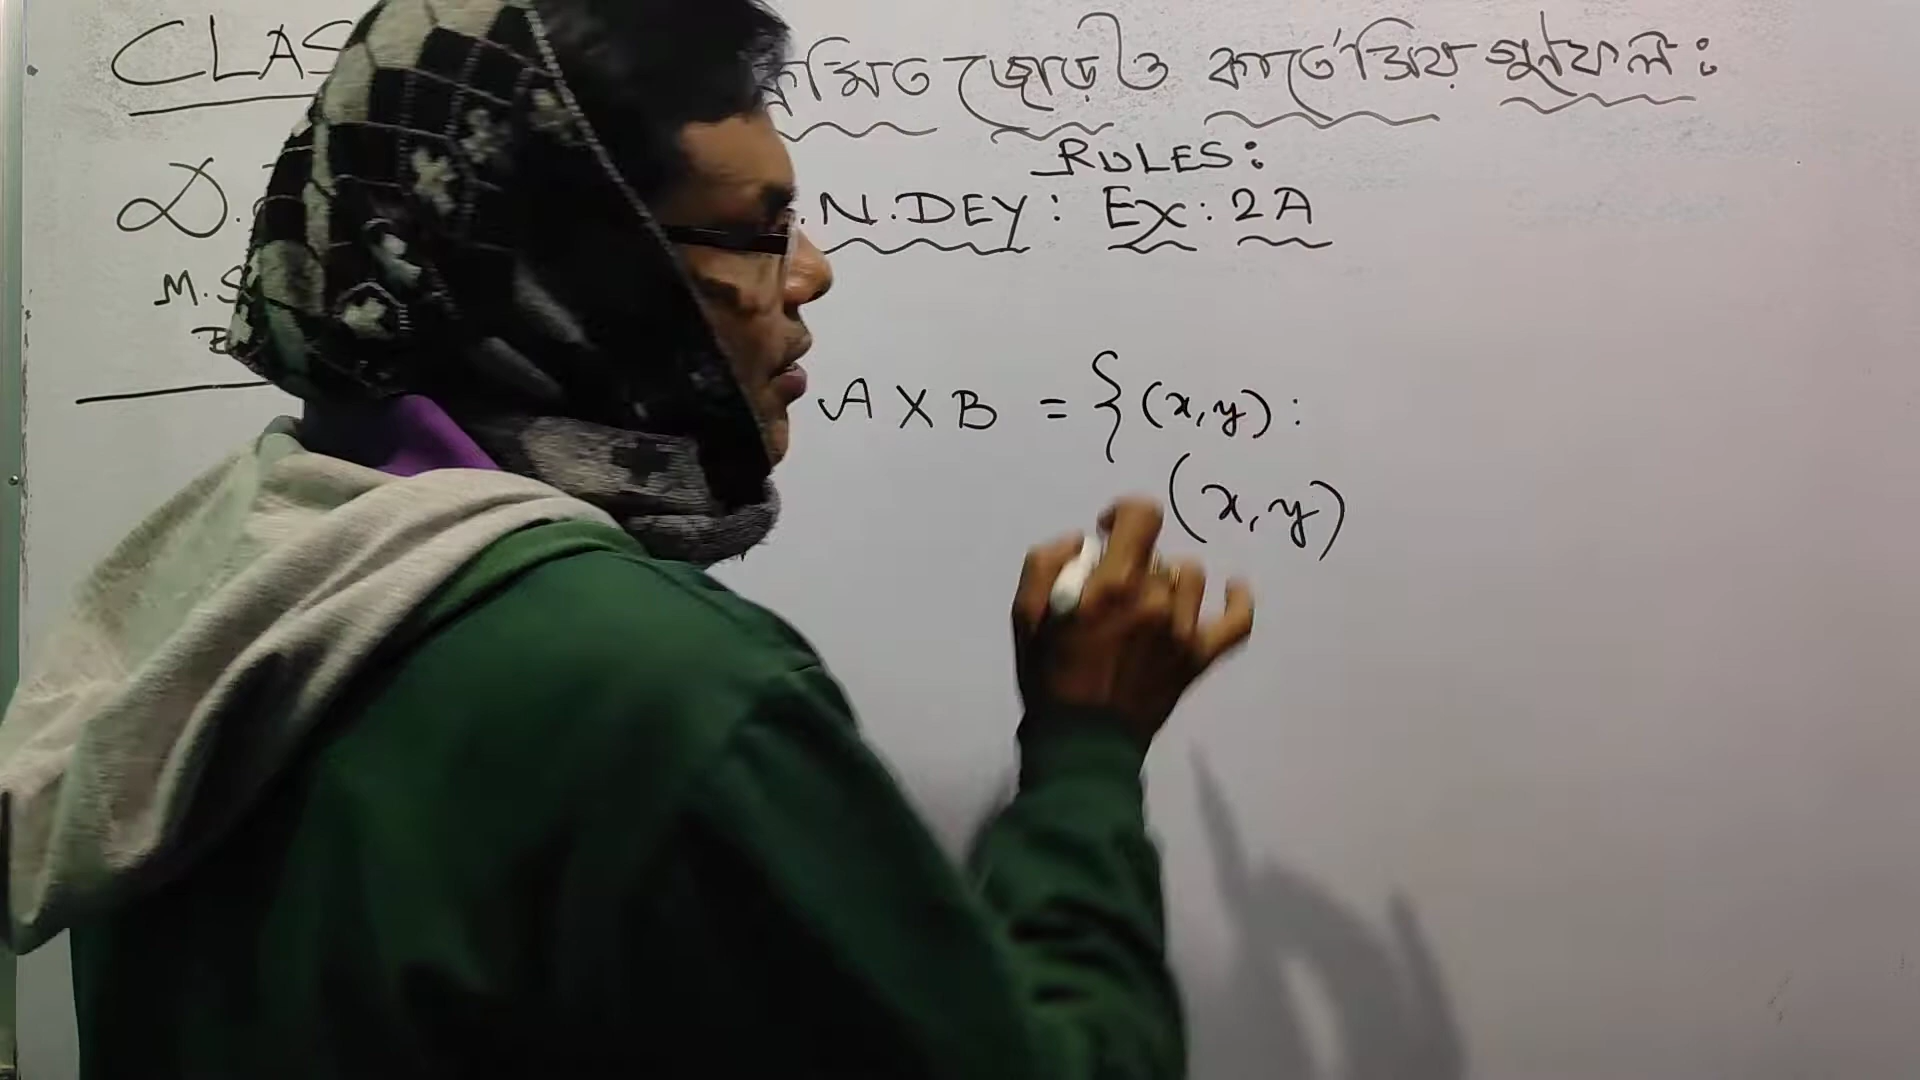 CLAS ক্রমিত জোড় ও কার্তেজিয় গুণফল :
RULES :
D. .N.DEY : EX : 2A
M.S
A X B = { (x,y) :
(x,y)